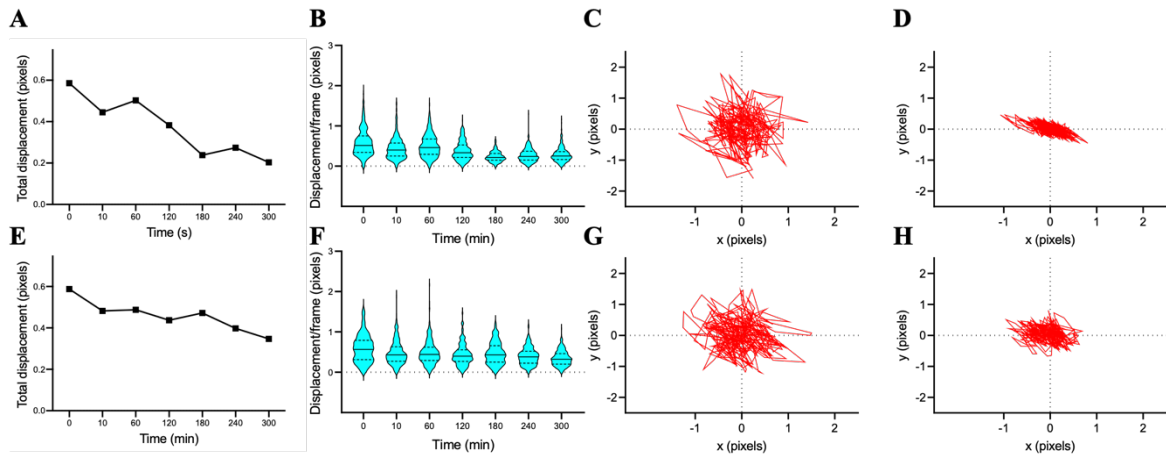 A
Total displacement (pixels)
0.6
0.4
0.2
0.0
0 10 60 120 180 240 300
Time (s)
B
Displacement/frame (pixels)
3
2
1
0
0 10 60 120 180 240 300
Time (min)
C
y (pixels)
2
1
0
-1
-2
-1 0 1 2
x (pixels)
D
y (pixels)
2
1
0
-1
-2
-1 0 1 2
x (pixels)
E
Total displacement (pixels)
0.6
0.4
0.2
0.0
0 10 60 120 180 240 300
Time (min)
F
Displacement/frame (pixels)
3
2
1
0
0 10 60 120 180 240 300
Time (min)
G
y (pixels)
2
1
0
-1
-2
-1 0 1 2
x (pixels)
H
y (pixels)
2
1
0
-1
-2
-1 0 1 2
x (pixels)